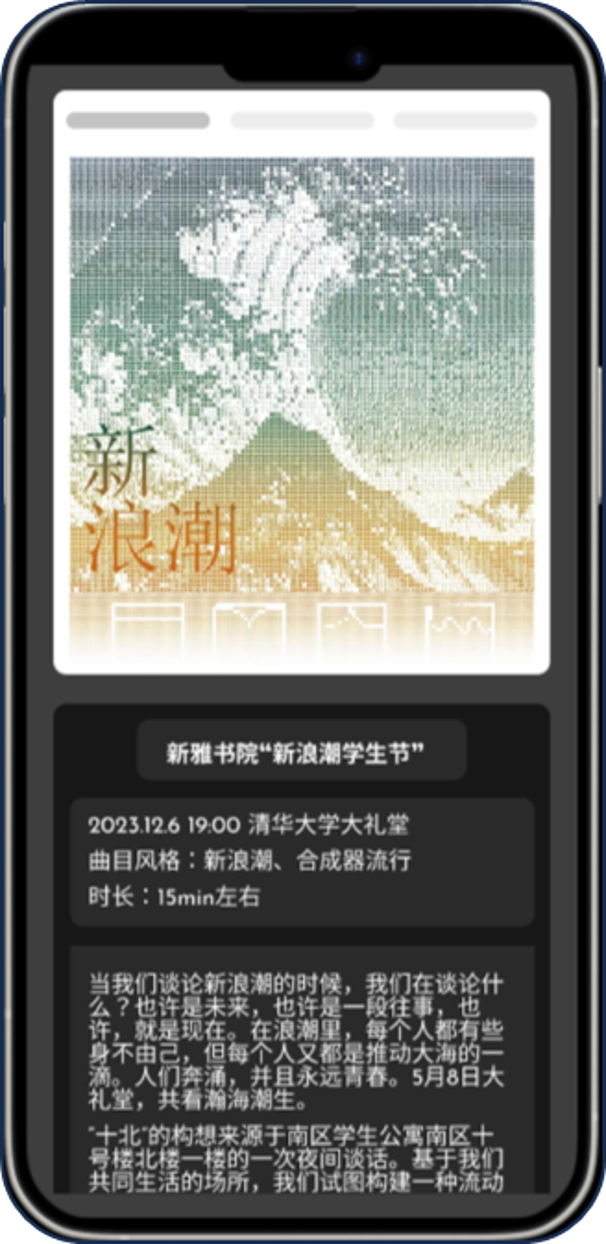 新
浪潮
新雅书院“新浪潮学生节”
2023.12.6 19:00 清华大学大礼堂
曲目风格：新浪潮、合成器流行
时长：15min左右
当我们谈论新浪潮的时候，我们在谈论什
么？也许是未来，也许是一段往事，也
许，就是现在。在浪潮里，每个人都有些
身不由己，但每个人又都是推动大海的一
滴。人们奔涌，并且永远青春。5月8日大
礼堂，共看瀚海潮生。
“十北”的构想来源于南区学生公寓南区十
号楼北楼一楼的一次夜间谈话。基于我们
共同生活的场所，我们试图构建一种流动